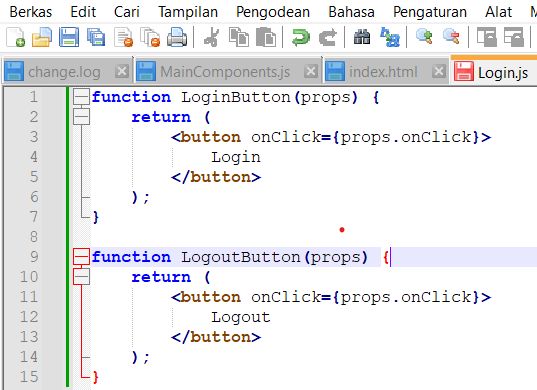 Berkas Edit Cari Tampilan Pengodean Bahasa Pengaturan Alat
change.log MainComponents.js index.html Login.js
1 function LoginButton(props) {
2     return (
3         <button onClick={props.onClick}>
4             Login
5         </button>
6     );
7 }
8
9 function LogoutButton(props) {
10     return (
11         <button onClick={props.onClick}>
12             Logout
13         </button>
14     );
15 }